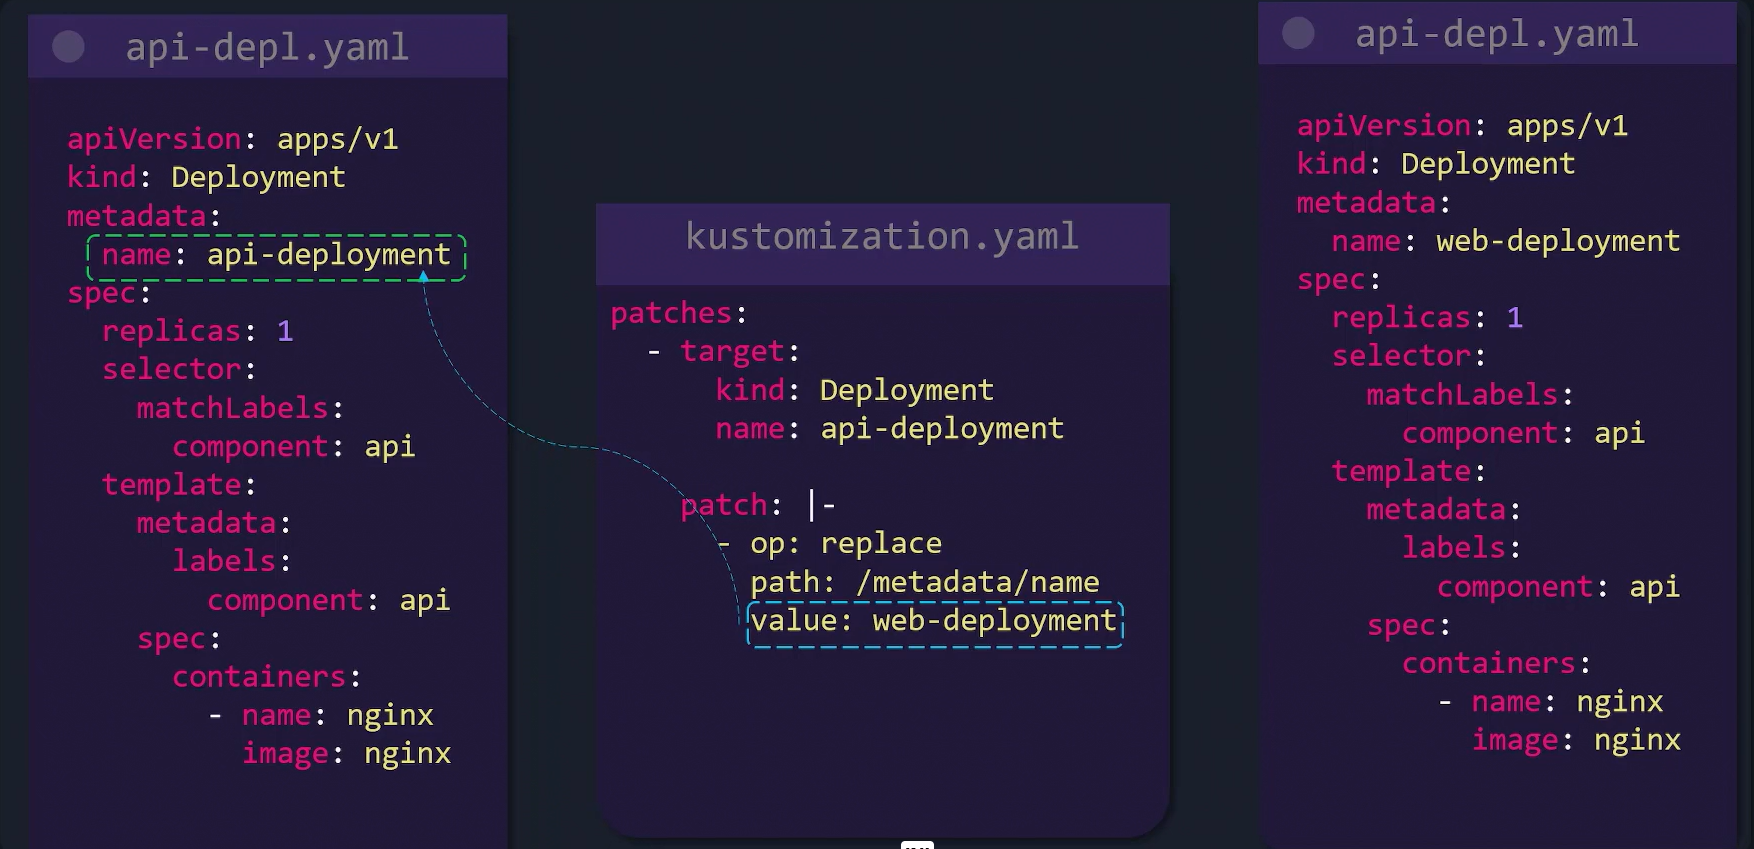 api-depl.yaml
apiVersion: apps/v1
kind: Deployment
metadata:
  name: api-deployment
spec:
  replicas: 1
  selector:
    matchLabels:
      component: api
  template:
    metadata:
      labels:
        component: api
    spec:
      containers:
        - name: nginx
          image: nginx
kustomization.yaml
patches:
  - target:
      kind: Deployment
      name: api-deployment
    patch: |-
      - op: replace
        path: /metadata/name
        value: web-deployment
api-depl.yaml
apiVersion: apps/v1
kind: Deployment
metadata:
  name: web-deployment
spec:
  replicas: 1
  selector:
    matchLabels:
      component: api
  template:
    metadata:
      labels:
        component: api
    spec:
      containers:
        - name: nginx
          image: nginx